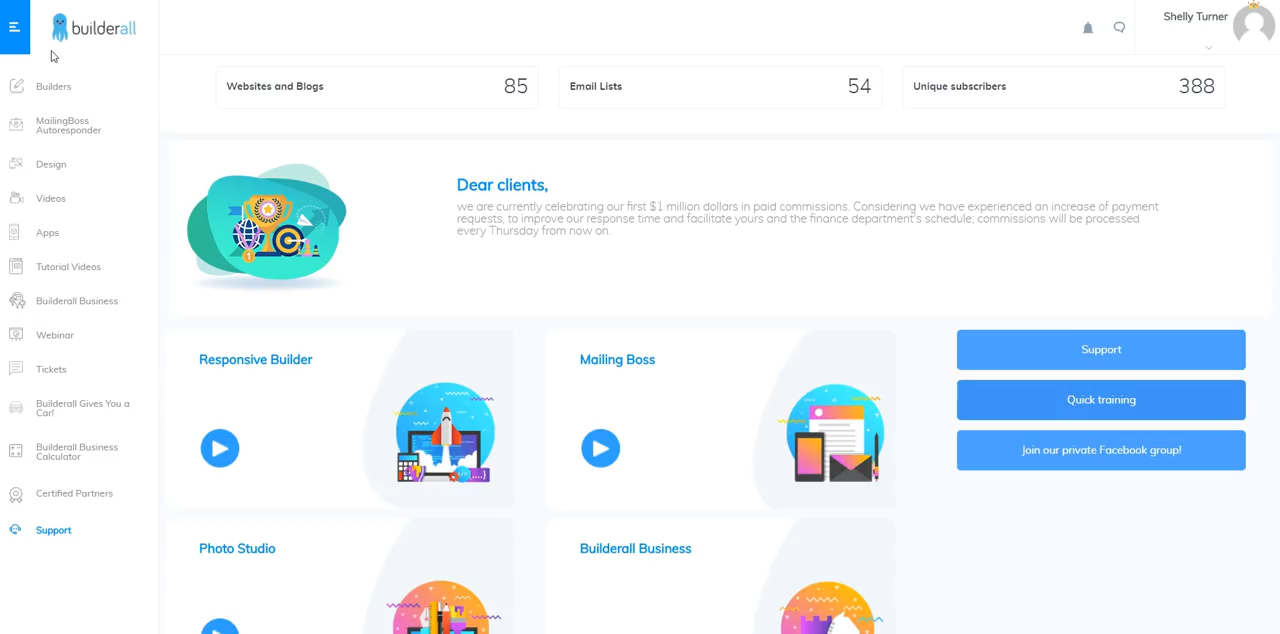 builderall
Shelly Turner
Builders
MailingBoss
Autoresponder
Design
Videos
Apps
Tutorial Videos
Builderall Business
Webinar
Tickets
Builderall Gives You a
Car!
Builderall Business
Calculator
Certified Partners
Support
Websites and Blogs 85
Email Lists 54
Unique subscribers 388
Dear clients,
we are currently celebrating our first $1 million dollars in paid commissions. Considering we have experienced an increase of payment
requests, to improve our response time and facilitate yours and the finance department's schedule; commissions will be processed
every Thursday from now on.
Responsive Builder
Mailing Boss
Support
Quick training
Join our private Facebook group!
Photo Studio
Builderall Business